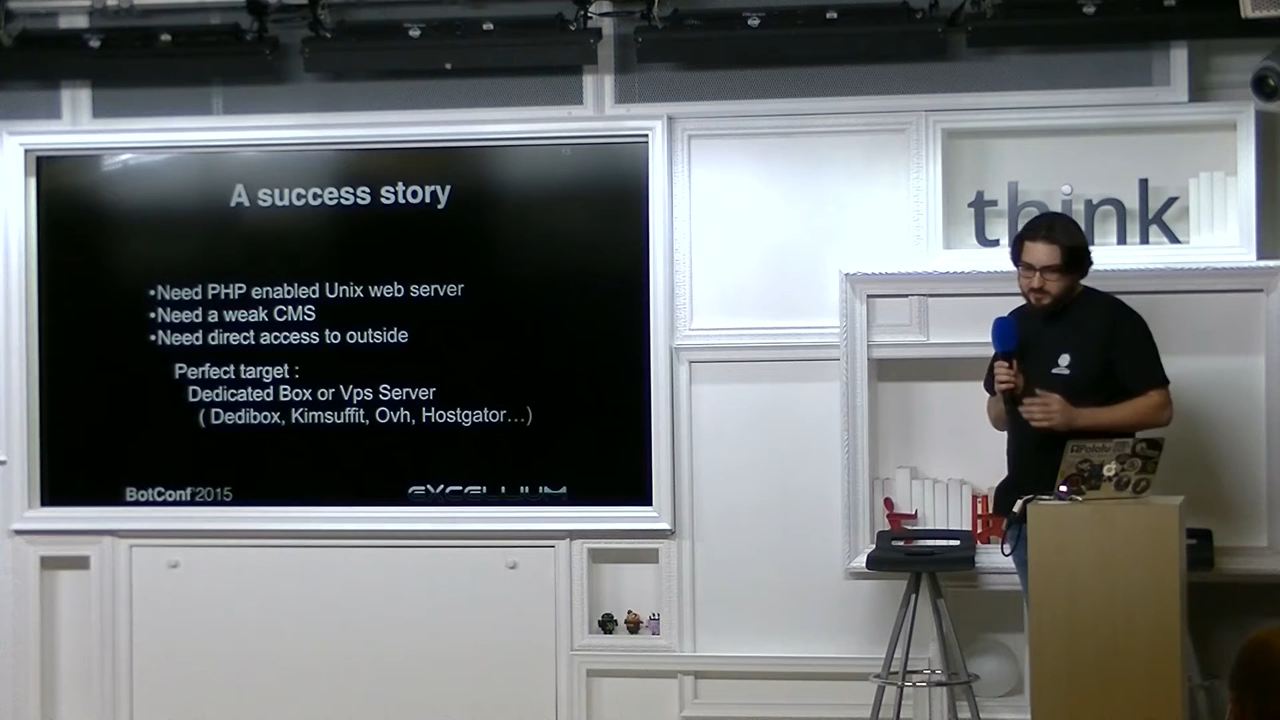 A success story
•Need PHP enabled Unix web server
•Need a weak CMS
•Need direct access to outside
Perfect target :
Dedicated Box or Vps Server
( Dedibox, Kimsuffit, Ovh, Hostgator…)
BotConf'2015
EXCELLIUM
think
Pololu